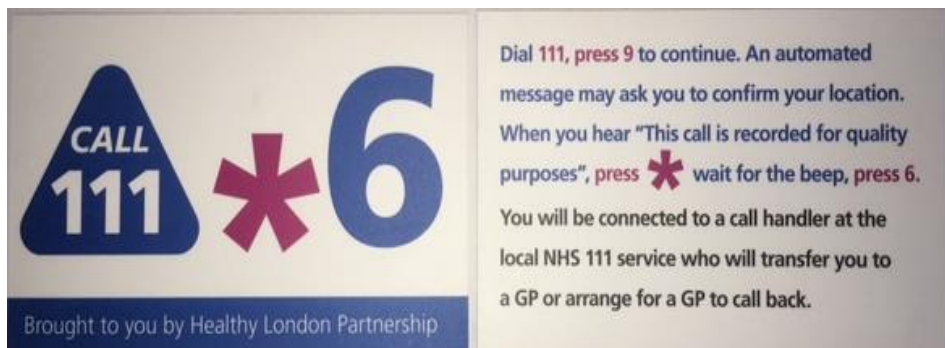 CALL
111
*6
Brought to you by Healthy London Partnership
Dial 111, press 9 to continue. An automated
message may ask you to confirm your location.
When you hear “This call is recorded for quality
purposes”, press * wait for the beep, press 6.
You will be connected to a call handler at the
local NHS 111 service who will transfer you to
a GP or arrange for a GP to call back.